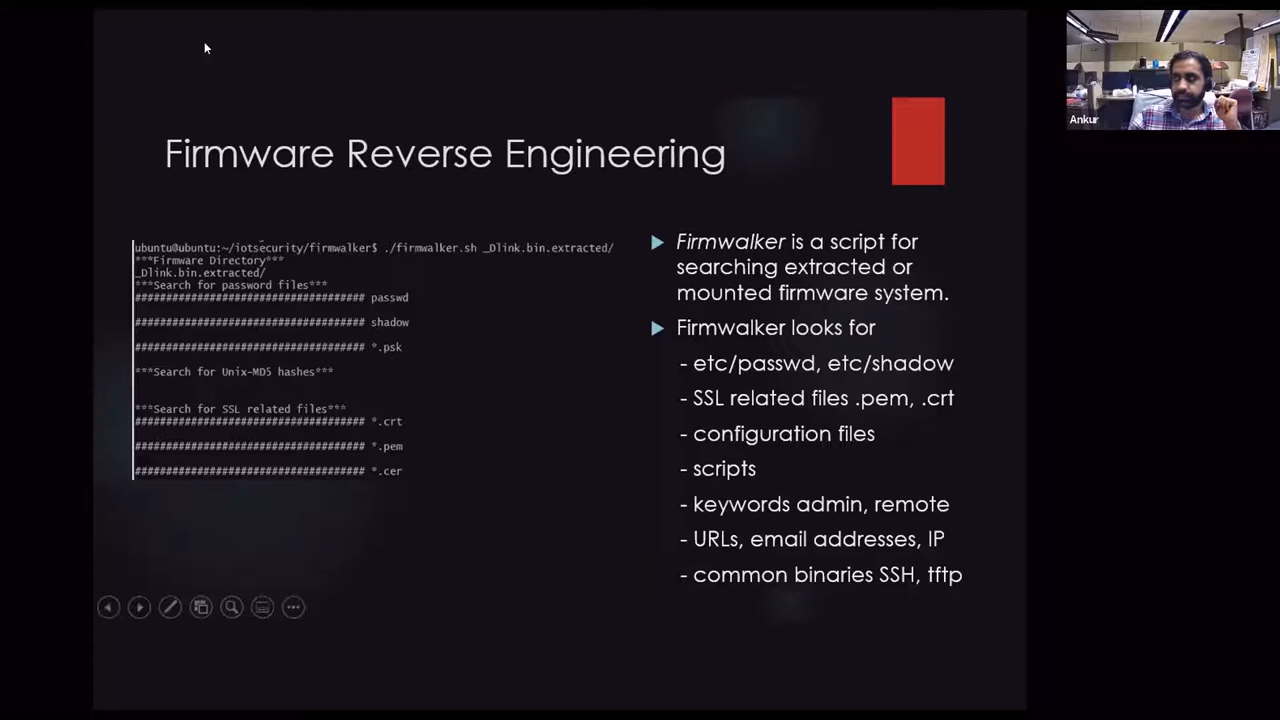 Ankur
Firmware Reverse Engineering
ubuntu@ubuntu:~/iotsecurity/firmwalker$ ./firmwalker.sh _Dlink.bin.extracted/
***Firmware Directory***
_Dlink.bin.extracted/
***Search for password files***
##################################### passwd
##################################### shadow
##################################### *.psk
***Search for Unix-MD5 hashes***
***Search for SSL related files***
##################################### *.crt
##################################### *.pem
##################################### *.cer
Firmwalker is a script for
searching extracted or
mounted firmware system.
Firmwalker looks for
- etc/passwd, etc/shadow
- SSL related files .pem, .crt
- configuration files
- scripts
- keywords admin, remote
- URLs, email addresses, IP
- common binaries SSH, tftp